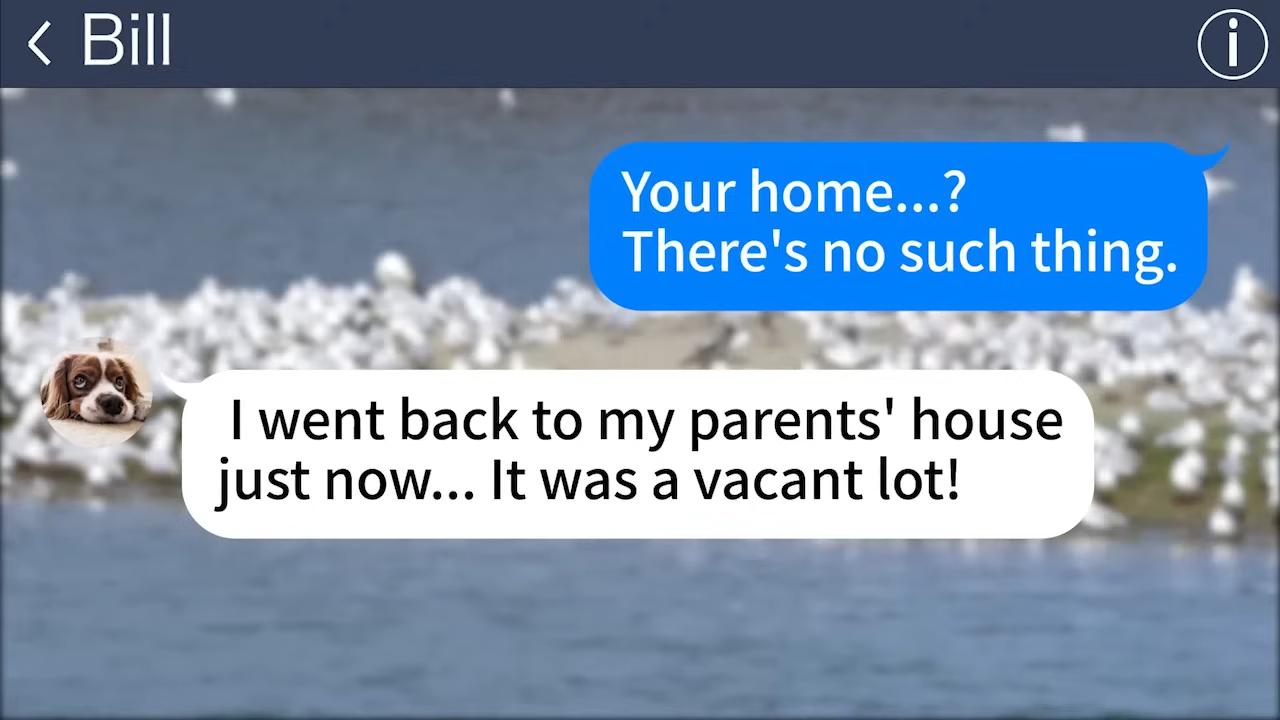 Bill
i
Your home...?
There's no such thing.
I went back to my parents' house
just now... It was a vacant lot!